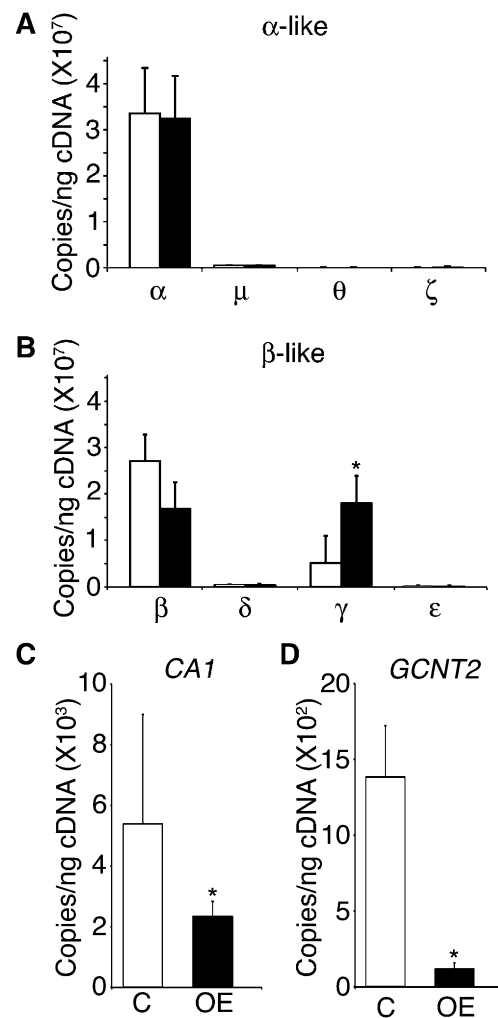 A
α-like
Copies/ng cDNA (X10⁷)
4
3
2
1
0
α μ θ ζ
B
β-like
Copies/ng cDNA (X10⁷)
4
3
2
1
0
*
β δ γ ε
C
CA1
Copies/ng cDNA (X10³)
10
8
6
4
2
0
*
C OE
D
GCNT2
Copies/ng cDNA (X10²)
20
15
10
5
0
*
C OE